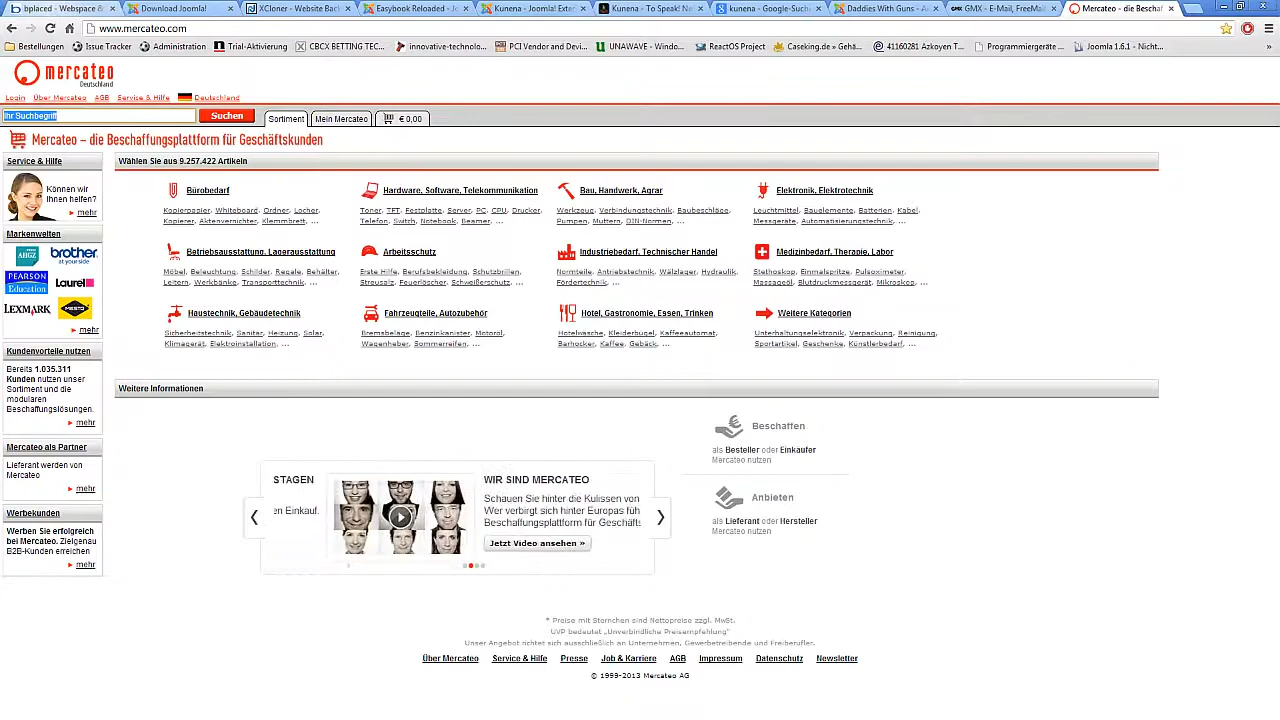 bplaced - Webspace &
Download Joomla!
XCloner - Website Back
Easybook Reloaded - Jo
Kunena - Joomla! Exten
Kunena - To Speak! Ne
kunena - Google-Suche
Daddies With Guns - Ac
GMX - E-Mail, FreeMail
Mercateo - die Beschaf
www.mercateo.com
Bestellungen
Issue Tracker
Administration
Trial-Aktivierung
CBCX BETTING TEC...
innovative-technolo...
PCI Vendor and Devi...
UNAWAVE - Windo...
ReactOS Project
Caseking.de » Gehä...
41160281 Azkoyen T...
Programmiergeräte ...
Joomla 1.6.1 - Nicht...
»
mercateo
Deutschland
Login Über Mercateo AGB Service & Hilfe Deutschland
Ihr Suchbegriff
Suchen
Sortiment
Mein Mercateo
€ 0,00
Mercateo – die Beschaffungsplattform für Geschäftskunden
Service & Hilfe
Können wir
Ihnen helfen?
mehr
Markenwelten
AHGZ
brother
at your side
PEARSON
Education
Laurel
LEXMARK
MESTO
mehr
Kundenvorteile nutzen
Bereits 1.035.311
Kunden nutzen unser
Sortiment und die
modularen
Beschaffungslösungen.
mehr
Mercateo als Partner
Lieferant werden von
Mercateo
mehr
Werbekunden
Werben Sie erfolgreich
bei Mercateo. Zielgenau
B2B-Kunden erreichen
mehr
Wählen Sie aus 9.257.422 Artikeln
Bürobedarf
Kopierpapier, Whiteboard, Ordner, Locher,
Kopierer, Aktenvernichter, Klemmbrett, ...
Hardware, Software, Telekommunikation
Toner, TFT, Festplatte, Server, PC, CPU, Drucker,
Telefon, Switch, Notebook, Beamer, ...
Bau, Handwerk, Agrar
Werkzeug, Verbindungstechnik, Baubeschläge,
Pumpen, Muttern, DIN-Normen, ...
Elektronik, Elektrotechnik
Leuchtmittel, Bauelemente, Batterien, Kabel,
Messgeräte, Automatisierungstechnik, ...
Betriebsausstattung, Lagerausstattung
Möbel, Beleuchtung, Schilder, Regale, Behälter,
Leitern, Werkbänke, Transporttechnik, ...
Arbeitsschutz
Erste Hilfe, Berufsbekleidung, Schutzbrillen,
Streusalz, Feuerlöscher, Schweißerschutz, ...
Industriebedarf, Technischer Handel
Normteile, Antriebstechnik, Wälzlager, Hydraulik,
Fördertechnik, ...
Medizinbedarf, Therapie, Labor
Stethoskop, Einmalspritze, Pulsoximeter,
Massageöl, Blutdruckmessgerät, Mikroskop, ...
Haustechnik, Gebäudetechnik
Sicherheitstechnik, Sanitär, Heizung, Solar,
Klimagerät, Elektroinstallation, ...
Fahrzeugteile, Autozubehör
Bremsbeläge, Benzinkanister, Motoröl,
Wagenheber, Sommerreifen, ...
Hotel, Gastronomie, Essen, Trinken
Hotelwäsche, Kleiderbügel, Kaffeeautomat,
Barhocker, Kaffee, Gebäck, ...
Weitere Kategorien
Unterhaltungselektronik, Verpackung, Reinigung,
Sportartikel, Geschenke, Künstlerbedarf, ...
Weitere Informationen
STAGEN
en Einkauf.
WIR SIND MERCATEO
Schauen Sie hinter die Kulissen von
Wer verbirgt sich hinter Europas füh
Beschaffungsplattform für Geschäfts
Jetzt Video ansehen »
Beschaffen
als Besteller oder Einkäufer
Mercateo nutzen
Anbieten
als Lieferant oder Hersteller
Mercateo nutzen
* Preise mit Sternchen sind Nettopreise zzgl. MwSt.
UVP bedeutet „Unverbindliche Preisempfehlung"
Unser Angebot richtet sich ausschließlich an Unternehmen, Gewerbetreibende und Freiberufler.
Über Mercateo Service & Hilfe Presse Job & Karriere AGB Impressum Datenschutz Newsletter
© 1999-2013 Mercateo AG